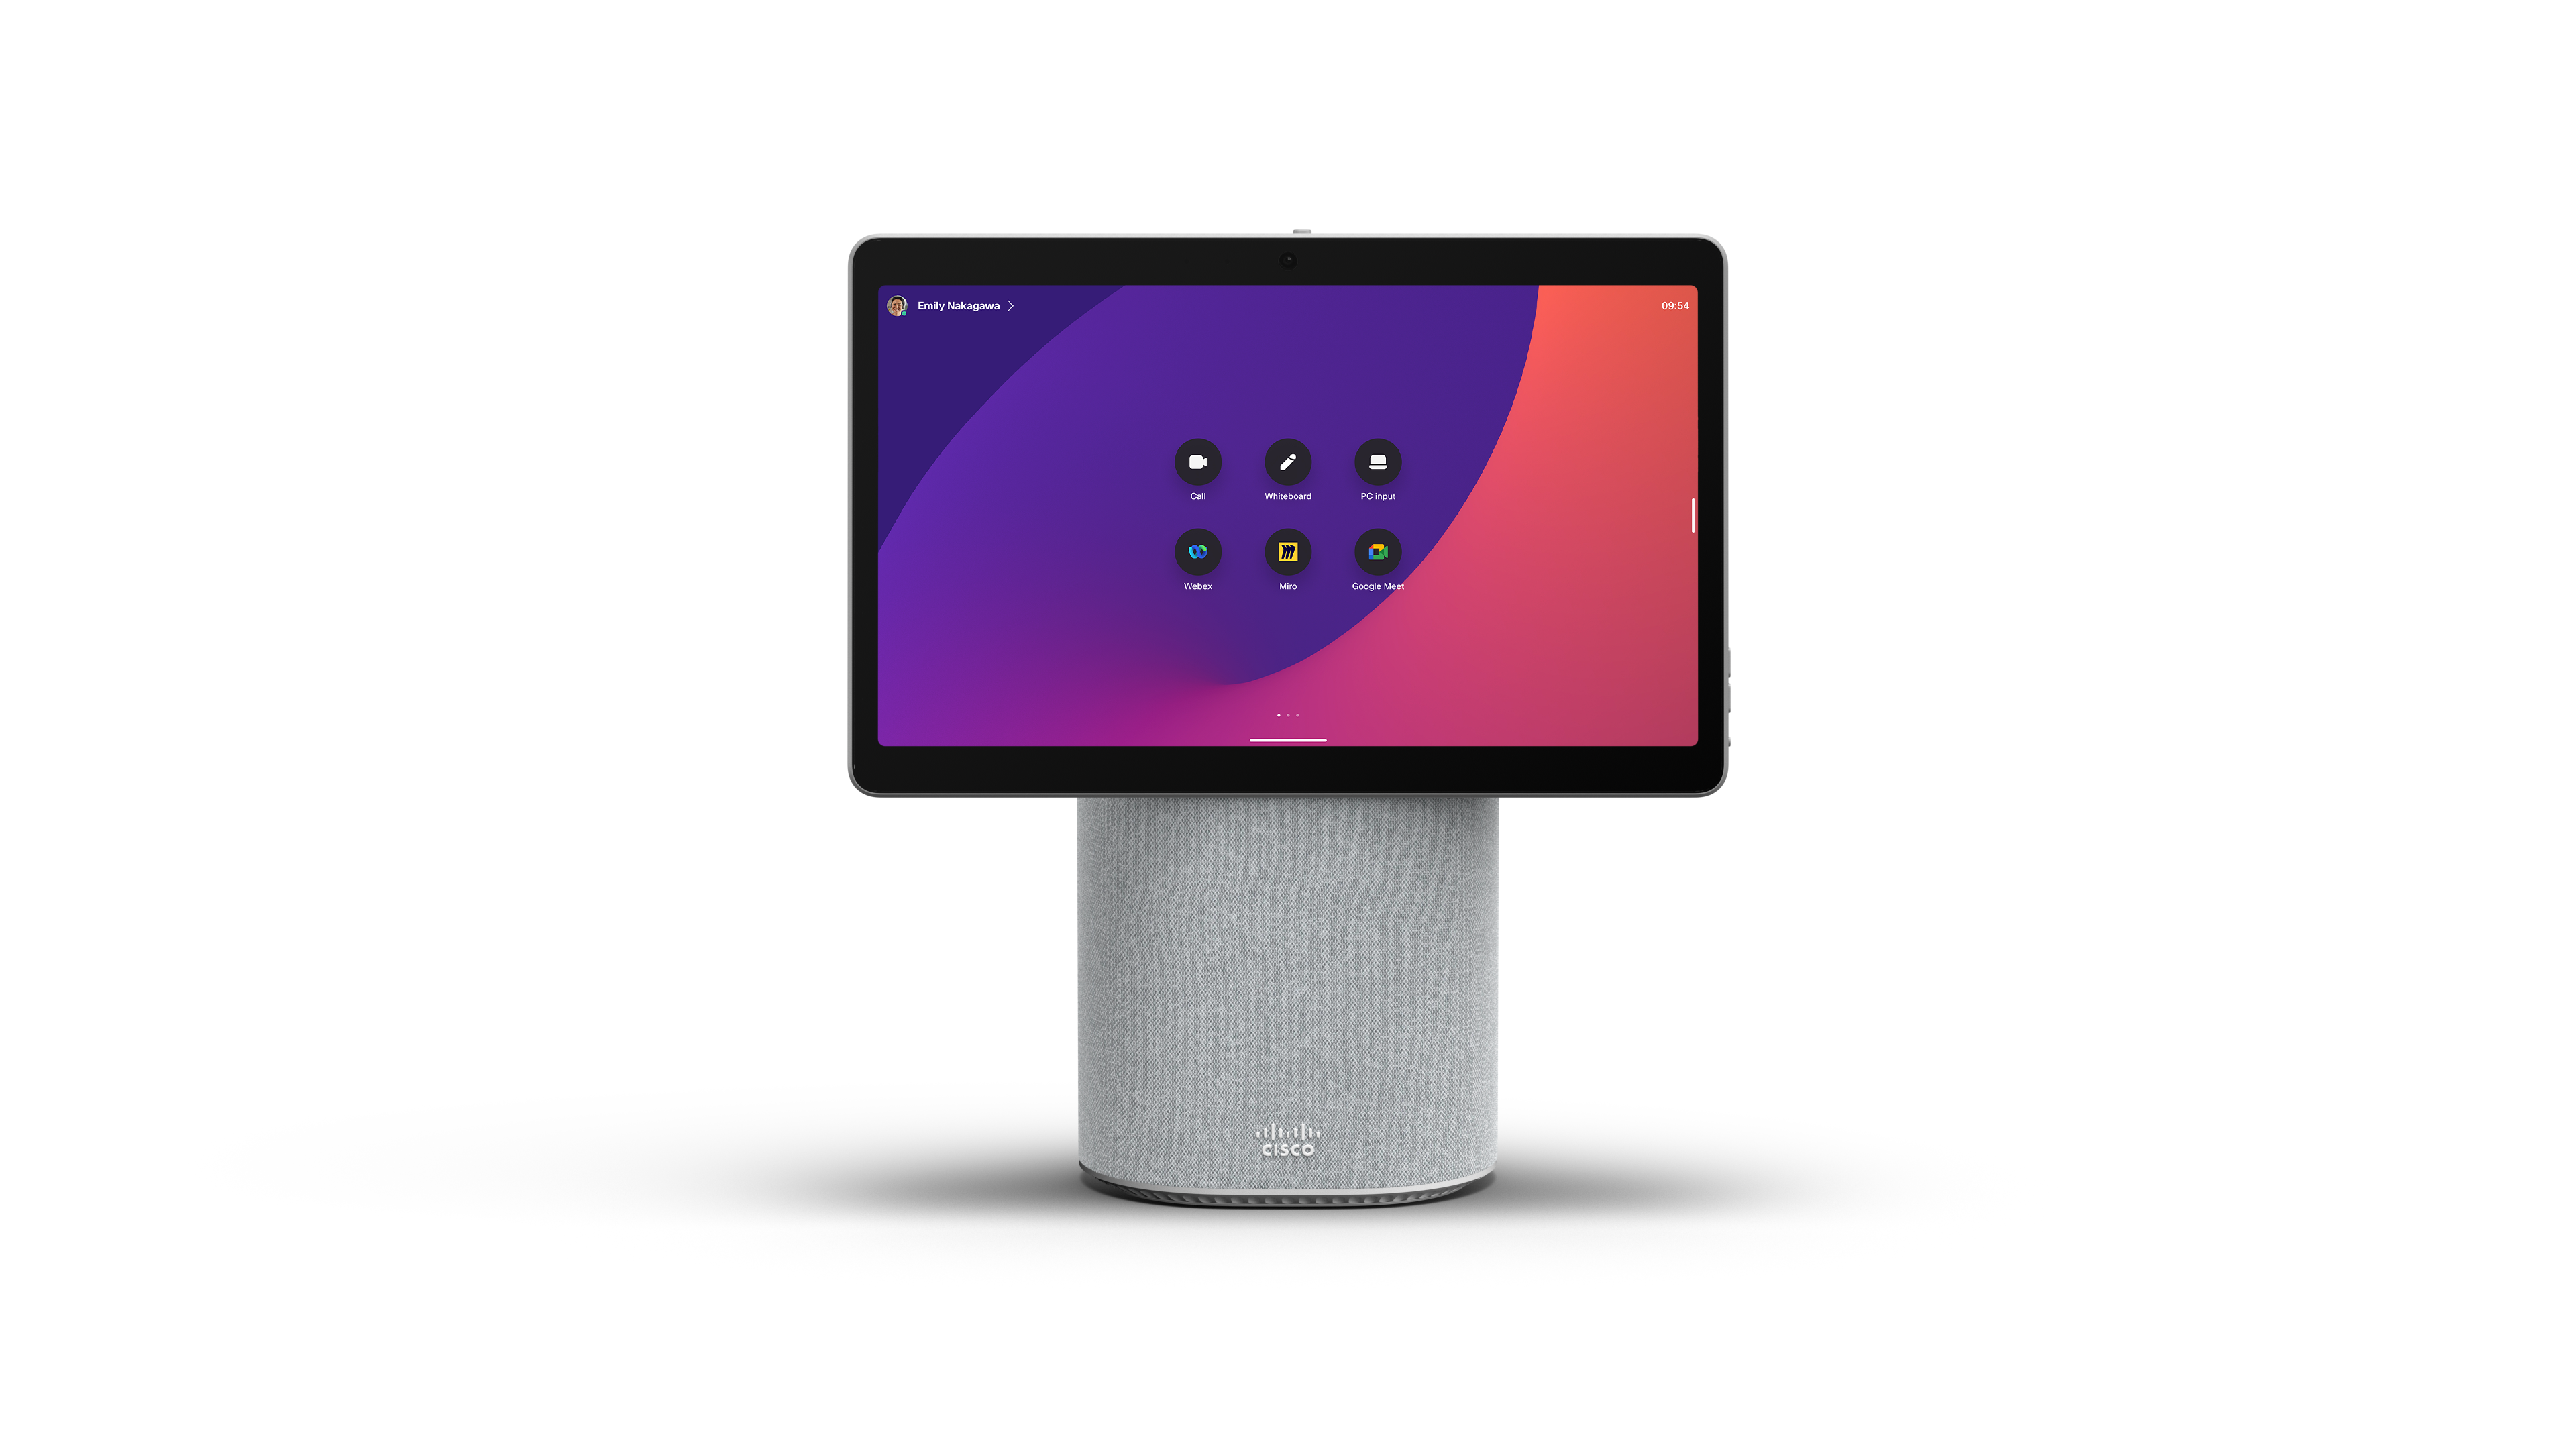 Emily Nakagawa
09:54
Call
Whiteboard
PC input
Webex
Miro
Google Meet
CISCO